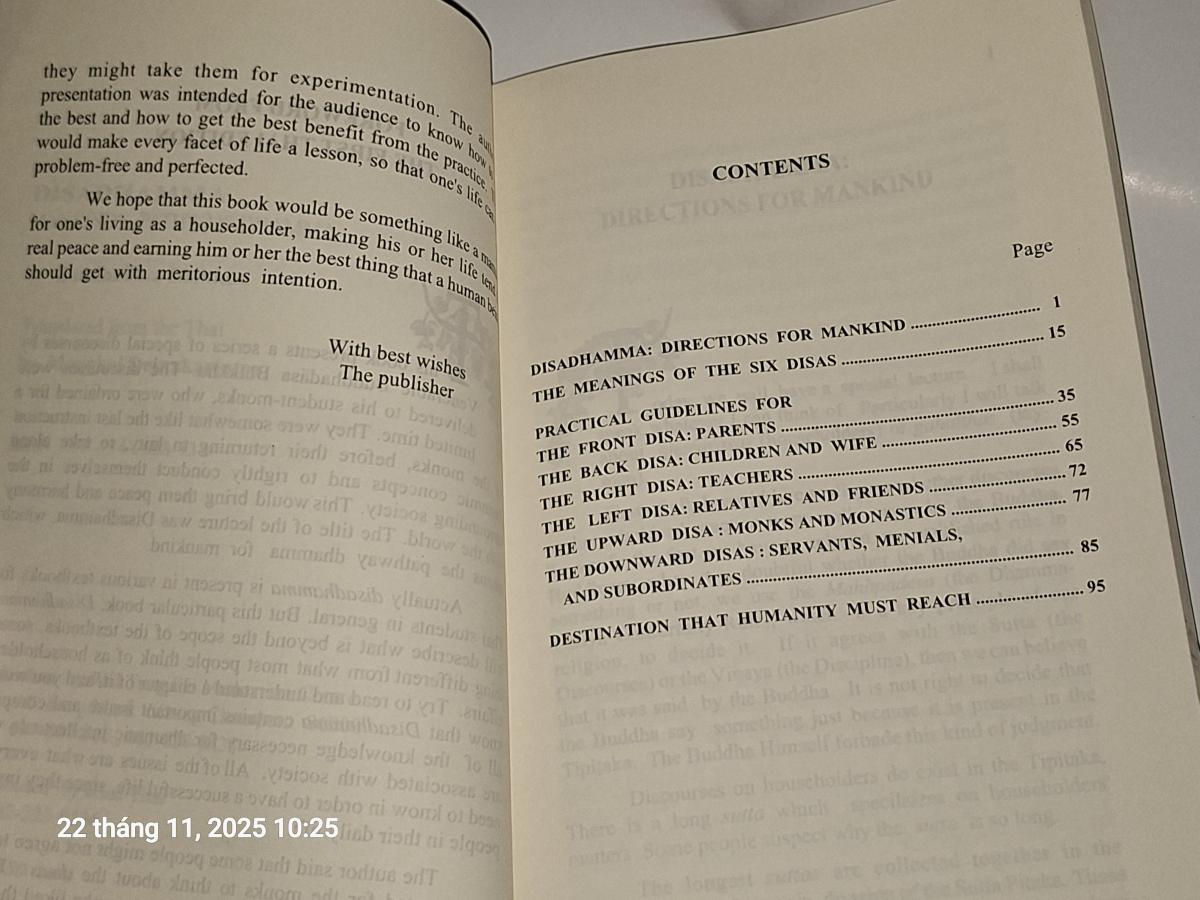 they might take them for experimentation. The
presentation was intended for the audience to know how
the best and how to get the best benefit from the practice.
would make every facet of life a lesson, so that one's life
problem-free and perfected.
We hope that this book would be something like a
for one's living as a householder, making his or her life
real peace and earning him or her the best thing that a human
should get with meritorious intention.
With best wishes
The publisher
22 tháng 11, 2025 10:25
CONTENTS
Page
DISADHAMMA: DIRECTIONS FOR MANKIND 1
THE MEANINGS OF THE SIX DISAS 15
PRACTICAL GUIDELINES FOR
THE FRONT DISA: PARENTS 35
THE BACK DISA: CHILDREN AND WIFE 55
THE RIGHT DISA: TEACHERS 65
THE LEFT DISA: RELATIVES AND FRIENDS 72
THE UPWARD DISA : MONKS AND MONASTICS 77
THE DOWNWARD DISAS : SERVANTS, MENIALS,
AND SUBORDINATES 85
DESTINATION THAT HUMANITY MUST REACH 95